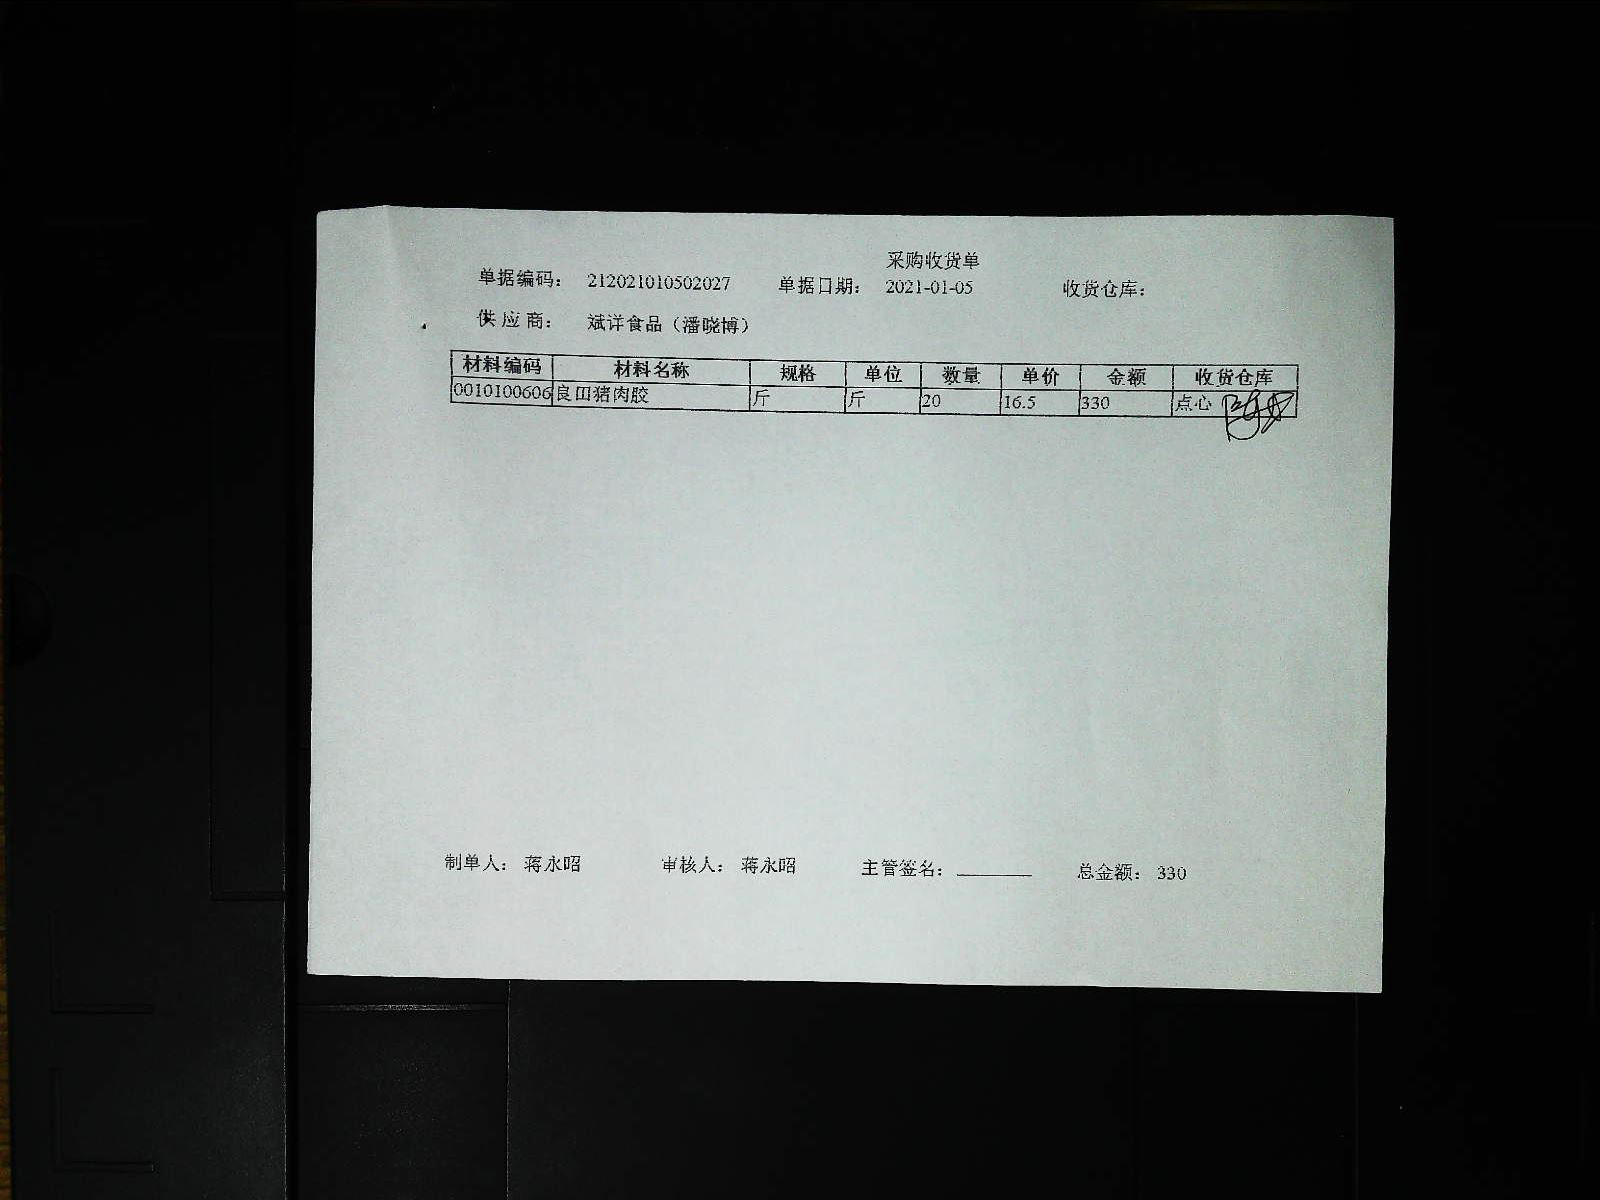 采购收货单
单据编码： 212021010502027 单据日期： 2021-01-05 收货仓库：
供应商： 斌详食品（潘晓博）
材料编码 材料名称 规格 单位 数量 单价 金额 收货仓库
0010100606 良田猪肉胶 斤 斤 20 16.5 330 点心
制单人： 蒋永昭 审核人： 蒋永昭 主管签名： 总金额： 330